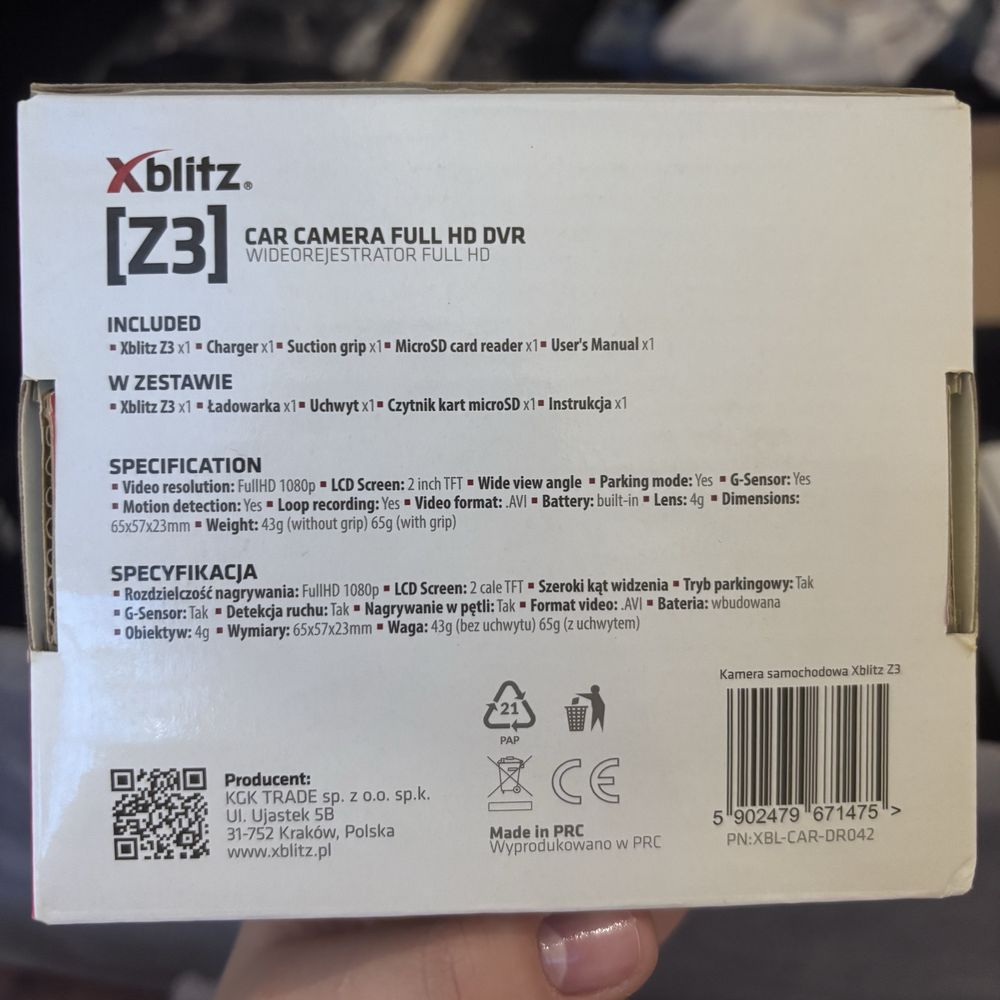 Xblitz®
[Z3]
CAR CAMERA FULL HD DVR
WIDEOREJESTRATOR FULL HD
INCLUDED
▪ Xblitz Z3 x1 ▪ Charger x1 ▪ Suction grip x1 ▪ MicroSD card reader x1 ▪ User's Manual x1
W ZESTAWIE
▪ Xblitz Z3 x1 ▪ Ładowarka x1 ▪ Uchwyt x1 ▪ Czytnik kart microSD x1 ▪ Instrukcja x1
SPECIFICATION
▪ Video resolution: FullHD 1080p ▪ LCD Screen: 2 inch TFT ▪ Wide view angle ▪ Parking mode: Yes ▪ G-Sensor: Yes
▪ Motion detection: Yes ▪ Loop recording: Yes ▪ Video format: .AVI ▪ Battery: built-in ▪ Lens: 4g ▪ Dimensions:
65x57x23mm ▪ Weight: 43g (without grip) 65g (with grip)
SPECYFIKACJA
▪ Rozdzielczość nagrywania: FullHD 1080p ▪ LCD Screen: 2 cale TFT ▪ Szeroki kąt widzenia ▪ Tryb parkingowy: Tak
▪ G-Sensor: Tak ▪ Detekcja ruchu: Tak ▪ Nagrywanie w pętli: Tak ▪ Format video: .AVI ▪ Bateria: wbudowana
▪ Obiektyw: 4g ▪ Wymiary: 65x57x23mm ▪ Waga: 43g (bez uchwytu) 65g (z uchwytem)
Kamera samochodowa Xblitz Z3
5 902479 671475 >
PN:XBL-CAR-DR042
21
PAP
CE
Made in PRC
Wyprodukowano w PRC
Producent:
KGK TRADE sp. z o.o. sp.k.
Ul. Ujastek 5B
31-752 Kraków, Polska
www.xblitz.pl